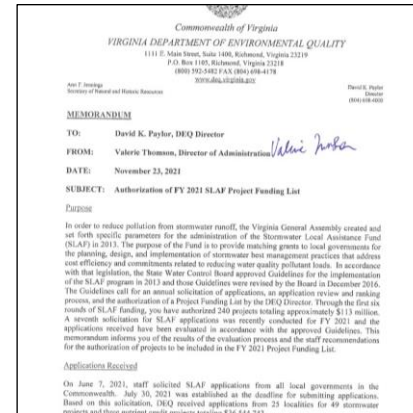 Commonwealth of Virginia
VIRGINIA DEPARTMENT OF ENVIRONMENTAL QUALITY
1111 E. Main Street, Suite 1400, Richmond, Virginia 23219
P.O. Box 1105, Richmond, Virginia 23218
(800) 592-5482 FAX (804) 698-4178
www.deq.virginia.gov
Ann F. Jennings
Secretary of Natural and Historic Resources
David K. Paylor
Director
(804) 698-4000
MEMORANDUM
TO: David K. Paylor, DEQ Director
FROM: Valerie Thomson, Director of Administration
DATE: November 23, 2021
SUBJECT: Authorization of FY 2021 SLAF Project Funding List
Purpose
In order to reduce pollution from stormwater runoff, the Virginia General Assembly created and
set forth specific parameters for the administration of the Stormwater Local Assistance Fund
(SLAF) in 2013. The purpose of the Fund is to provide matching grants to local governments for
the planning, design, and implementation of stormwater best management practices that address
cost efficiency and commitments related to reducing water quality pollutant loads. In accordance
with that legislation, the State Water Control Board approved Guidelines for the implementation
of the SLAF program in 2013 and those Guidelines were revised by the Board in December 2016.
The Guidelines call for an annual solicitation of applications, an application review and ranking
process, and the authorization of a Project Funding List by the DEQ Director. Through the first six
rounds of SLAF funding, you have authorized 240 projects totaling approximately $113 million.
A seventh solicitation for SLAF applications was recently conducted for FY 2021 and the
applications received have been evaluated in accordance with the approved Guidelines. This
memorandum informs you of the results of the evaluation process and the staff recommendations
for the authorization of projects to be included in the FY 2021 Project Funding List.
Applications Received
On June 7, 2021, staff solicited SLAF applications from all local governments in the
Commonwealth. July 30, 2021 was established as the deadline for submitting applications.
Based on this solicitation, DEQ received applications from 25 localities for 49 stormwater
projects and three nutrient credit projects totaling